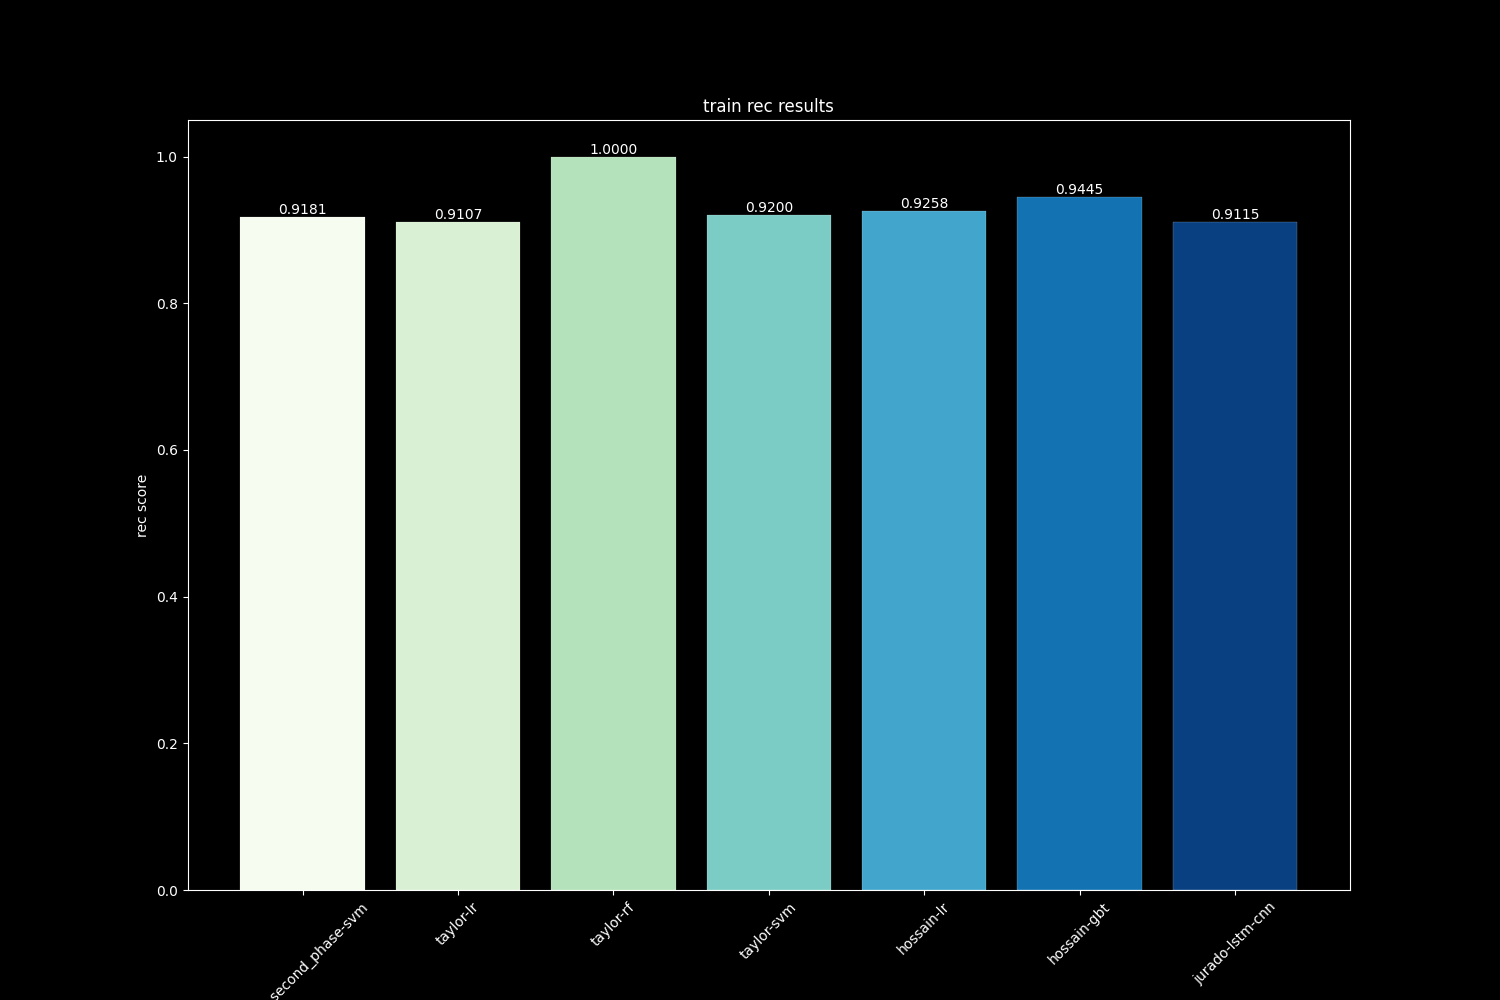 train rec results
1.0000
0.9181
0.9107
0.9200
0.9258
0.9445
0.9115
1.0
0.8
0.6
0.4
0.2
0.0
rec score
second_phase-svm
taylor-lr
taylor-rf
taylor-svm
hossain-lr
hossain-gbt
jurado-lstm-cnn